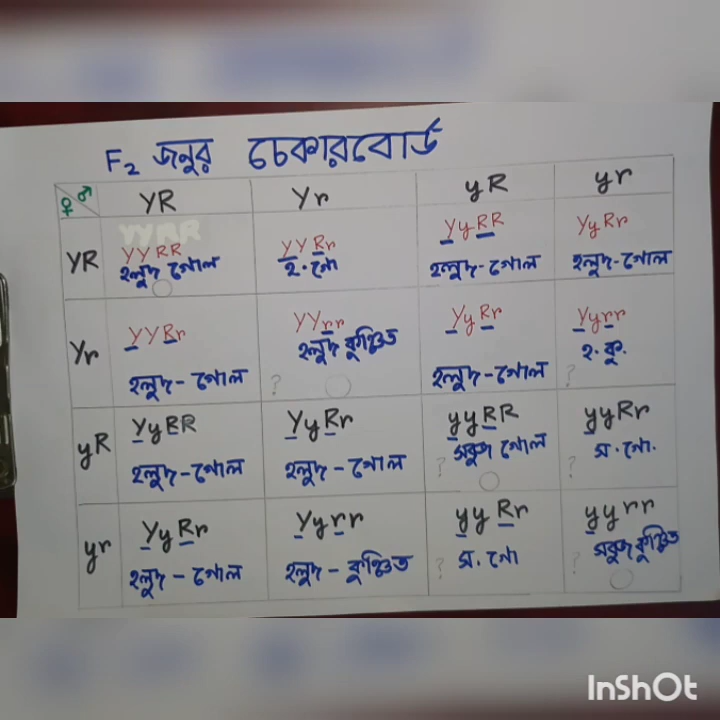 F2 জনুর চেকারবোর্ড
♀ ♂ YR Yr yR yr
YR YYRR YYRr YyRR YyRr
হলুদ গোল হ. গো হলুদ-গোল হলুদ-গোল
Yr YYRr YYrr YyRr Yyrr
হলুদ-গোল হলুদ কুঞ্চিত হলুদ-গোল হ. কু.
? ?
yR YyRR YyRr yyRR yyRr
হলুদ-গোল হলুদ-গোল সবুজ গোল স. গো.
? ?
yr YyRr Yyrr yyRr yyrr
হলুদ-গোল হলুদ-কুঞ্চিত স. গো সবুজ কুঞ্চিত
? ?
InShOt